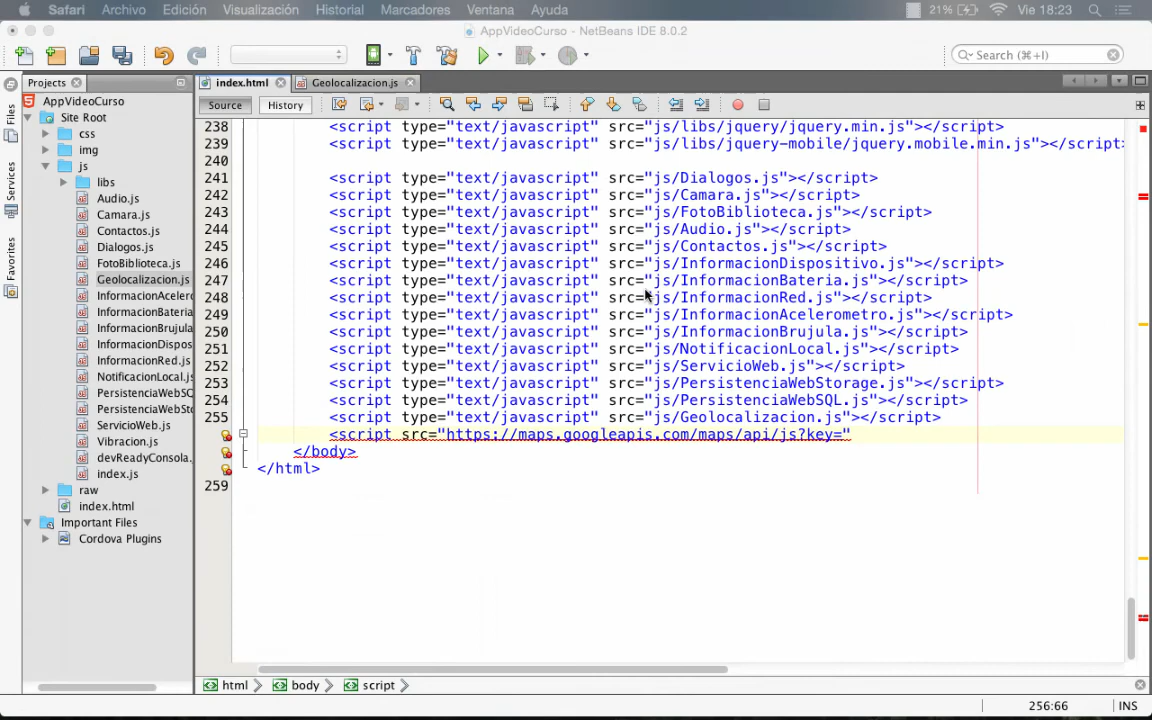 Safari Archivo Edición Visualización Historial Marcadores Ventana Ayuda 21% Vie 18:23
AppVideoCurso - NetBeans IDE 8.0.2
Search (⌘+I)
Projects index.html Geolocalizacion.js
Source History
Files
Services
Favoritos
AppVideoCurso
Site Root
css
img
js
libs
Audio.js
Camara.js
Contactos.js
Dialogos.js
FotoBiblioteca.js
Geolocalizacion.js
InformacionAcelero
InformacionBateria
InformacionBrujula
InformacionDispos
InformacionRed.js
NotificacionLocal.js
PersistenciaWebSQ
PersistenciaWebSto
ServicioWeb.js
Vibracion.js
devReadyConsola.
index.js
raw
index.html
Important Files
Cordova Plugins
238 <script type="text/javascript" src="js/libs/jquery/jquery.min.js"></script>
239 <script type="text/javascript" src="js/libs/jquery-mobile/jquery.mobile.min.js"></script>
240
241 <script type="text/javascript" src="js/Dialogos.js"></script>
242 <script type="text/javascript" src="js/Camara.js"></script>
243 <script type="text/javascript" src="js/FotoBiblioteca.js"></script>
244 <script type="text/javascript" src="js/Audio.js"></script>
245 <script type="text/javascript" src="js/Contactos.js"></script>
246 <script type="text/javascript" src="js/InformacionDispositivo.js"></script>
247 <script type="text/javascript" src="js/InformacionBateria.js"></script>
248 <script type="text/javascript" src="js/InformacionRed.js"></script>
249 <script type="text/javascript" src="js/InformacionAcelerometro.js"></script>
250 <script type="text/javascript" src="js/InformacionBrujula.js"></script>
251 <script type="text/javascript" src="js/NotificacionLocal.js"></script>
252 <script type="text/javascript" src="js/ServicioWeb.js"></script>
253 <script type="text/javascript" src="js/PersistenciaWebStorage.js"></script>
254 <script type="text/javascript" src="js/PersistenciaWebSQL.js"></script>
255 <script type="text/javascript" src="js/Geolocalizacion.js"></script>
<script src="https://maps.googleapis.com/maps/api/js?key="
</body>
</html>
259
html body script
256:66 INS